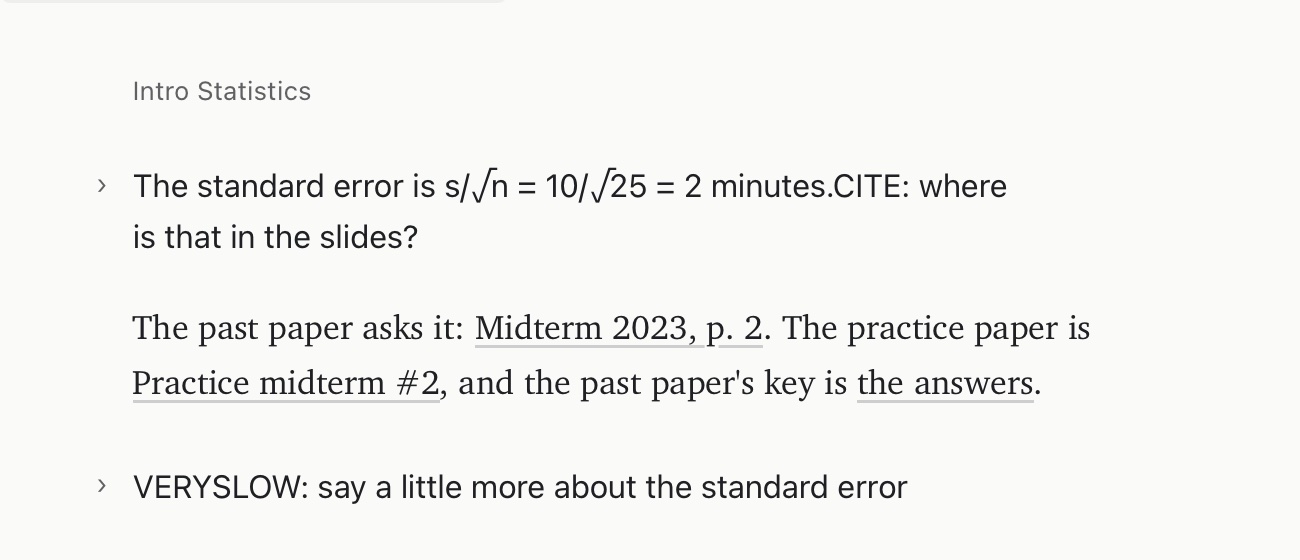 Intro Statistics
› The standard error is s/√n = 10/√25 = 2 minutes.CITE: where
is that in the slides?
The past paper asks it: Midterm 2023, p. 2. The practice paper is
Practice midterm #2, and the past paper's key is the answers.
› VERYSLOW: say a little more about the standard error